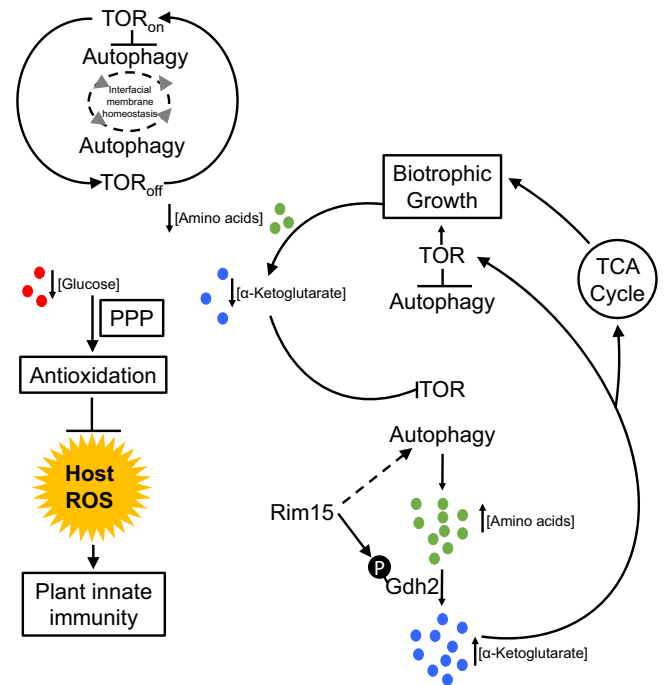 TORon
Autophagy
Interfacial
membrane
homeostasis
Autophagy
TORoff
[Amino acids]
[Glucose]
PPP
Antioxidation
Host
ROS
Plant innate
immunity
Biotrophic
Growth
TOR
Autophagy
TCA
Cycle
[α-Ketoglutarate]
TOR
Autophagy
Rim15
[Amino acids]
P
Gdh2
[α-Ketoglutarate]